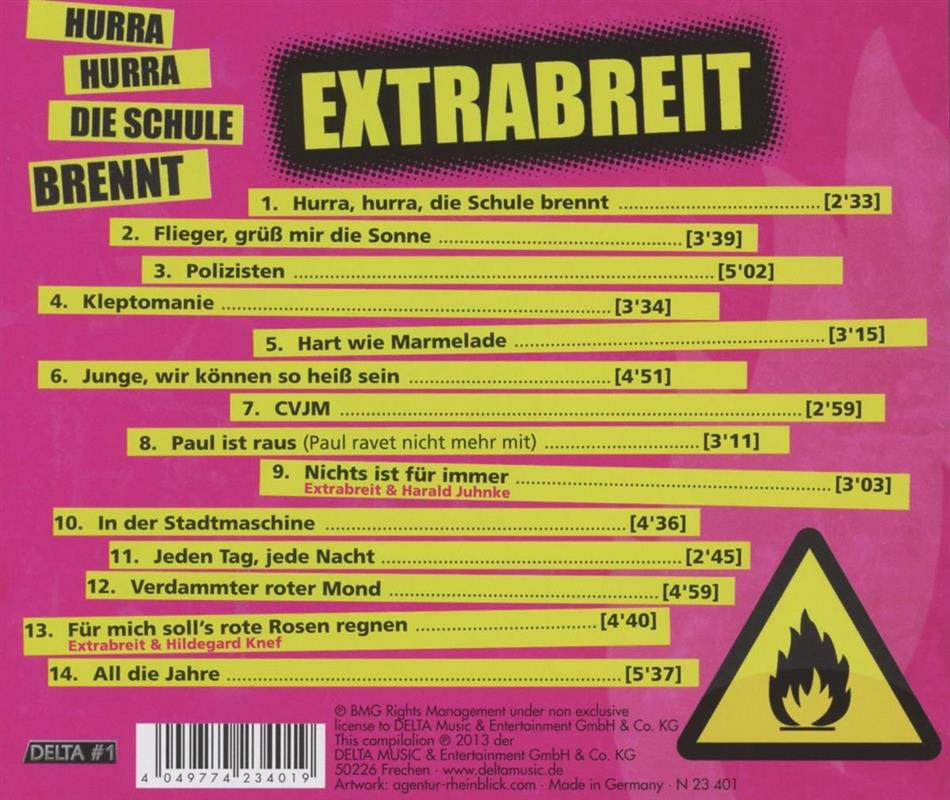 HURRA
HURRA
DIE SCHULE
BRENNT
EXTRABREIT
1. Hurra, hurra, die Schule brennt [2'33]
2. Flieger, grüß mir die Sonne [3'39]
3. Polizisten [5'02]
4. Kleptomanie [3'34]
5. Hart wie Marmelade [3'15]
6. Junge, wir können so heiß sein [4'51]
7. CVJM [2'59]
8. Paul ist raus (Paul ravet nicht mehr mit) [3'11]
9. Nichts ist für immer [3'03]
Extrabreit & Harald Juhnke
10. In der Stadtmaschine [4'36]
11. Jeden Tag, jede Nacht [2'45]
12. Verdammter roter Mond [4'59]
13. Für mich soll's rote Rosen regnen [4'40]
Extrabreit & Hildegard Knef
14. All die Jahre [5'37]
DELTA #1
4 049774 234019
℗ BMG Rights Management under non exclusive
license to DELTA Music & Entertainment GmbH & Co. KG
This compilalion ℗ 2013 der
DELTA MUSIC & Entertainment GmbH & Co. KG
50226 Frechen · www.deltamusic.de
Artwork: agentur-rheinblick.com · Made in Germany · N 23 401